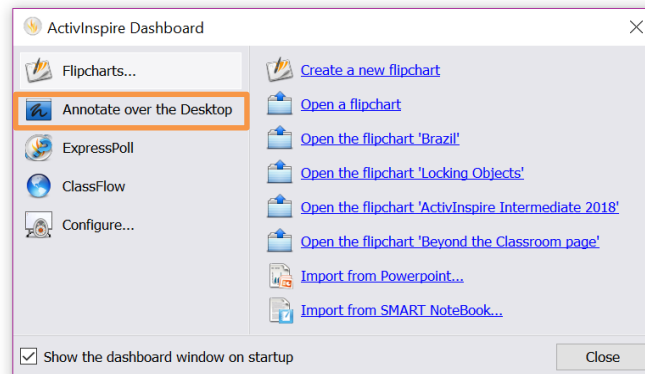 ActivInspire Dashboard
Flipcharts...
Annotate over the Desktop
ExpressPoll
ClassFlow
Configure...
Create a new flipchart
Open a flipchart
Open the flipchart 'Brazil'
Open the flipchart 'Locking Objects'
Open the flipchart 'ActivInspire Intermediate 2018'
Open the flipchart 'Beyond the Classroom page'
Import from Powerpoint...
Import from SMART NoteBook...
Show the dashboard window on startup
Close